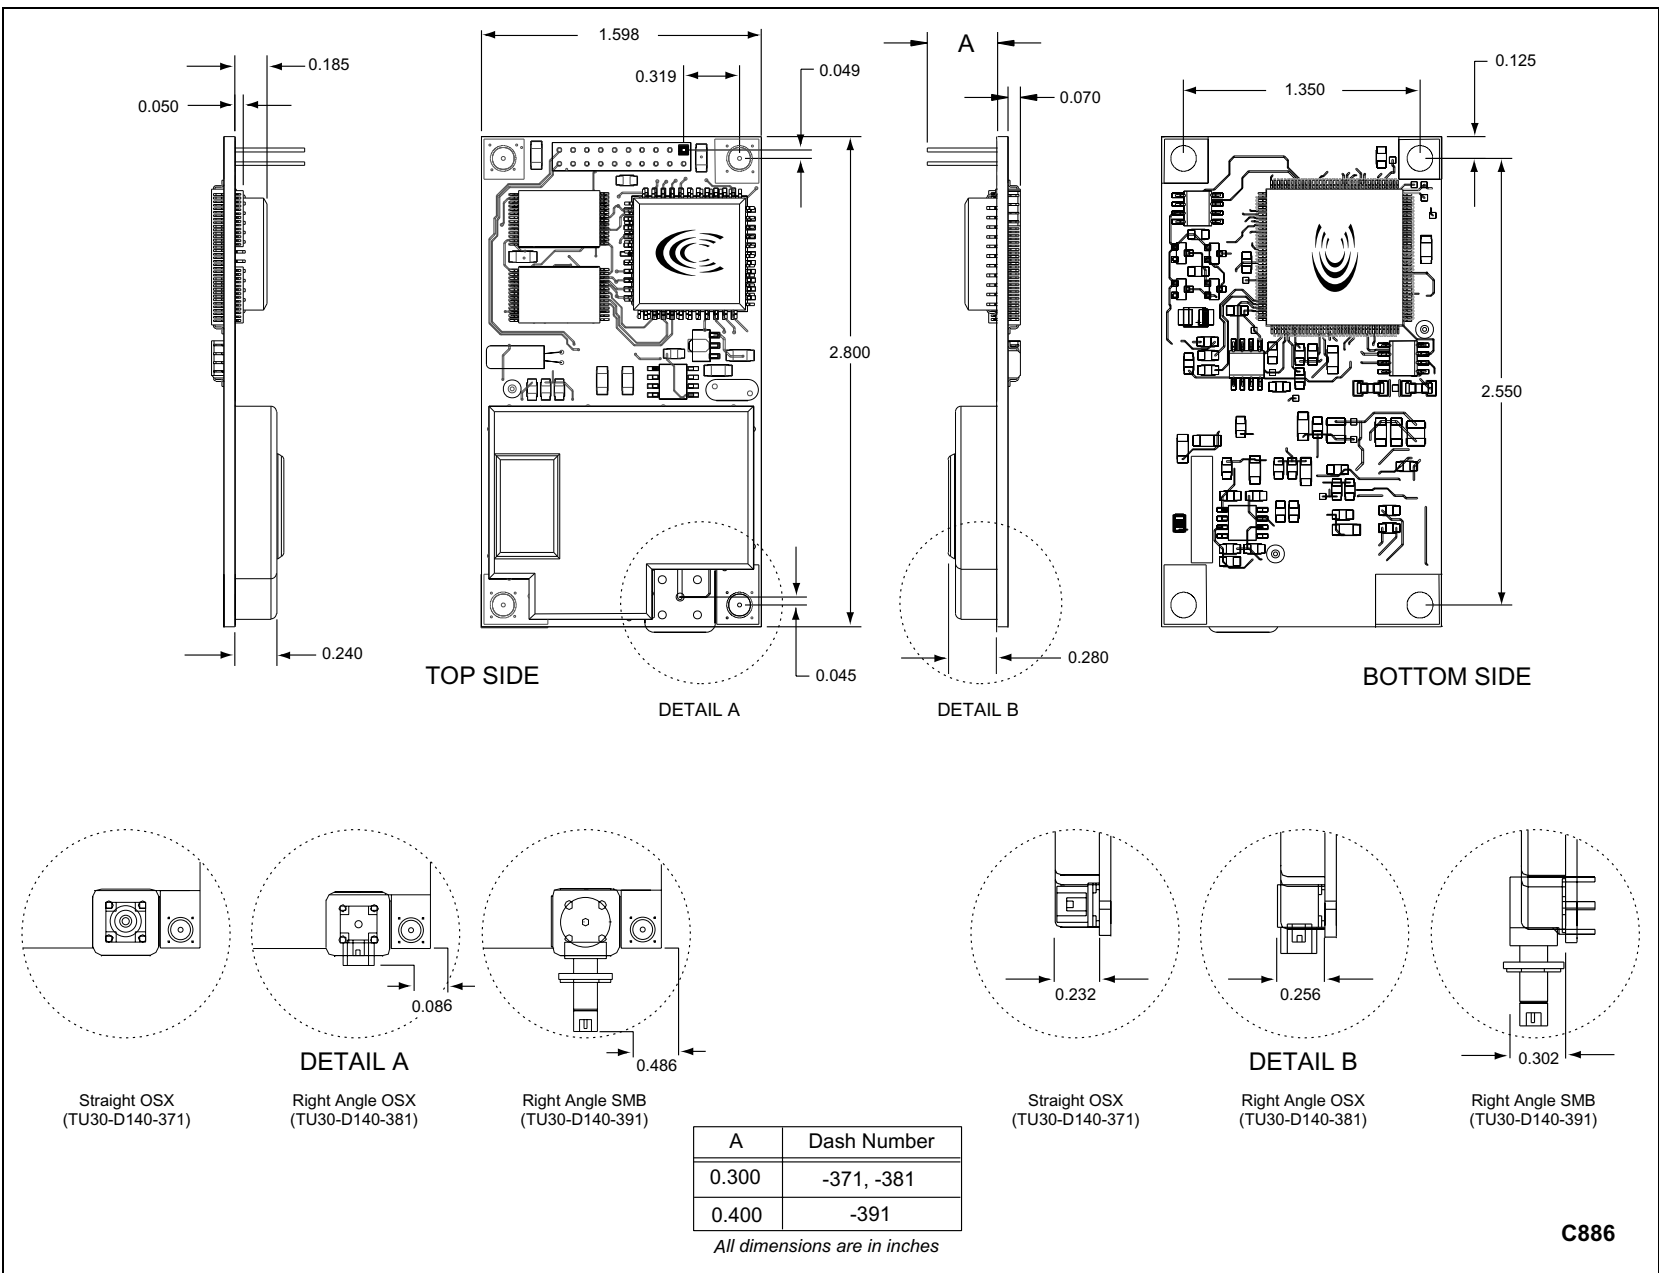 1.598
A
0.185
0.319
0.049
0.125
0.050
0.070
1.350
2.800
2.550
0.240
0.280
0.045
TOP SIDE
BOTTOM SIDE
DETAIL A
DETAIL B
0.086
0.486
0.232
0.256
0.302
DETAIL A
DETAIL B
Straight OSX
(TU30-D140-371)
Right Angle OSX
(TU30-D140-381)
Right Angle SMB
(TU30-D140-391)
Straight OSX
(TU30-D140-371)
Right Angle OSX
(TU30-D140-381)
Right Angle SMB
(TU30-D140-391)
A Dash Number
0.300 -371, -381
0.400 -391
All dimensions are in inches
C886